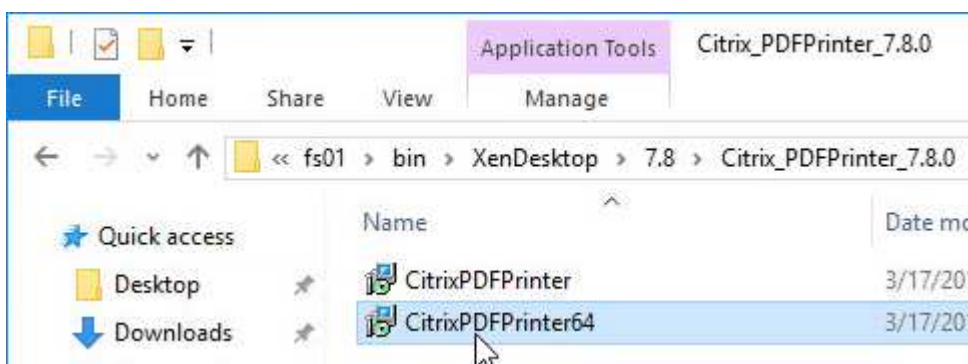 Application Tools Citrix_PDFPrinter_7.8.0
File Home Share View Manage
« fs01 › bin › XenDesktop › 7.8 › Citrix_PDFPrinter_7.8.0
Quick access Name Date mo
Desktop CitrixPDFPrinter 3/17/20
Downloads CitrixPDFPrinter64 3/17/20